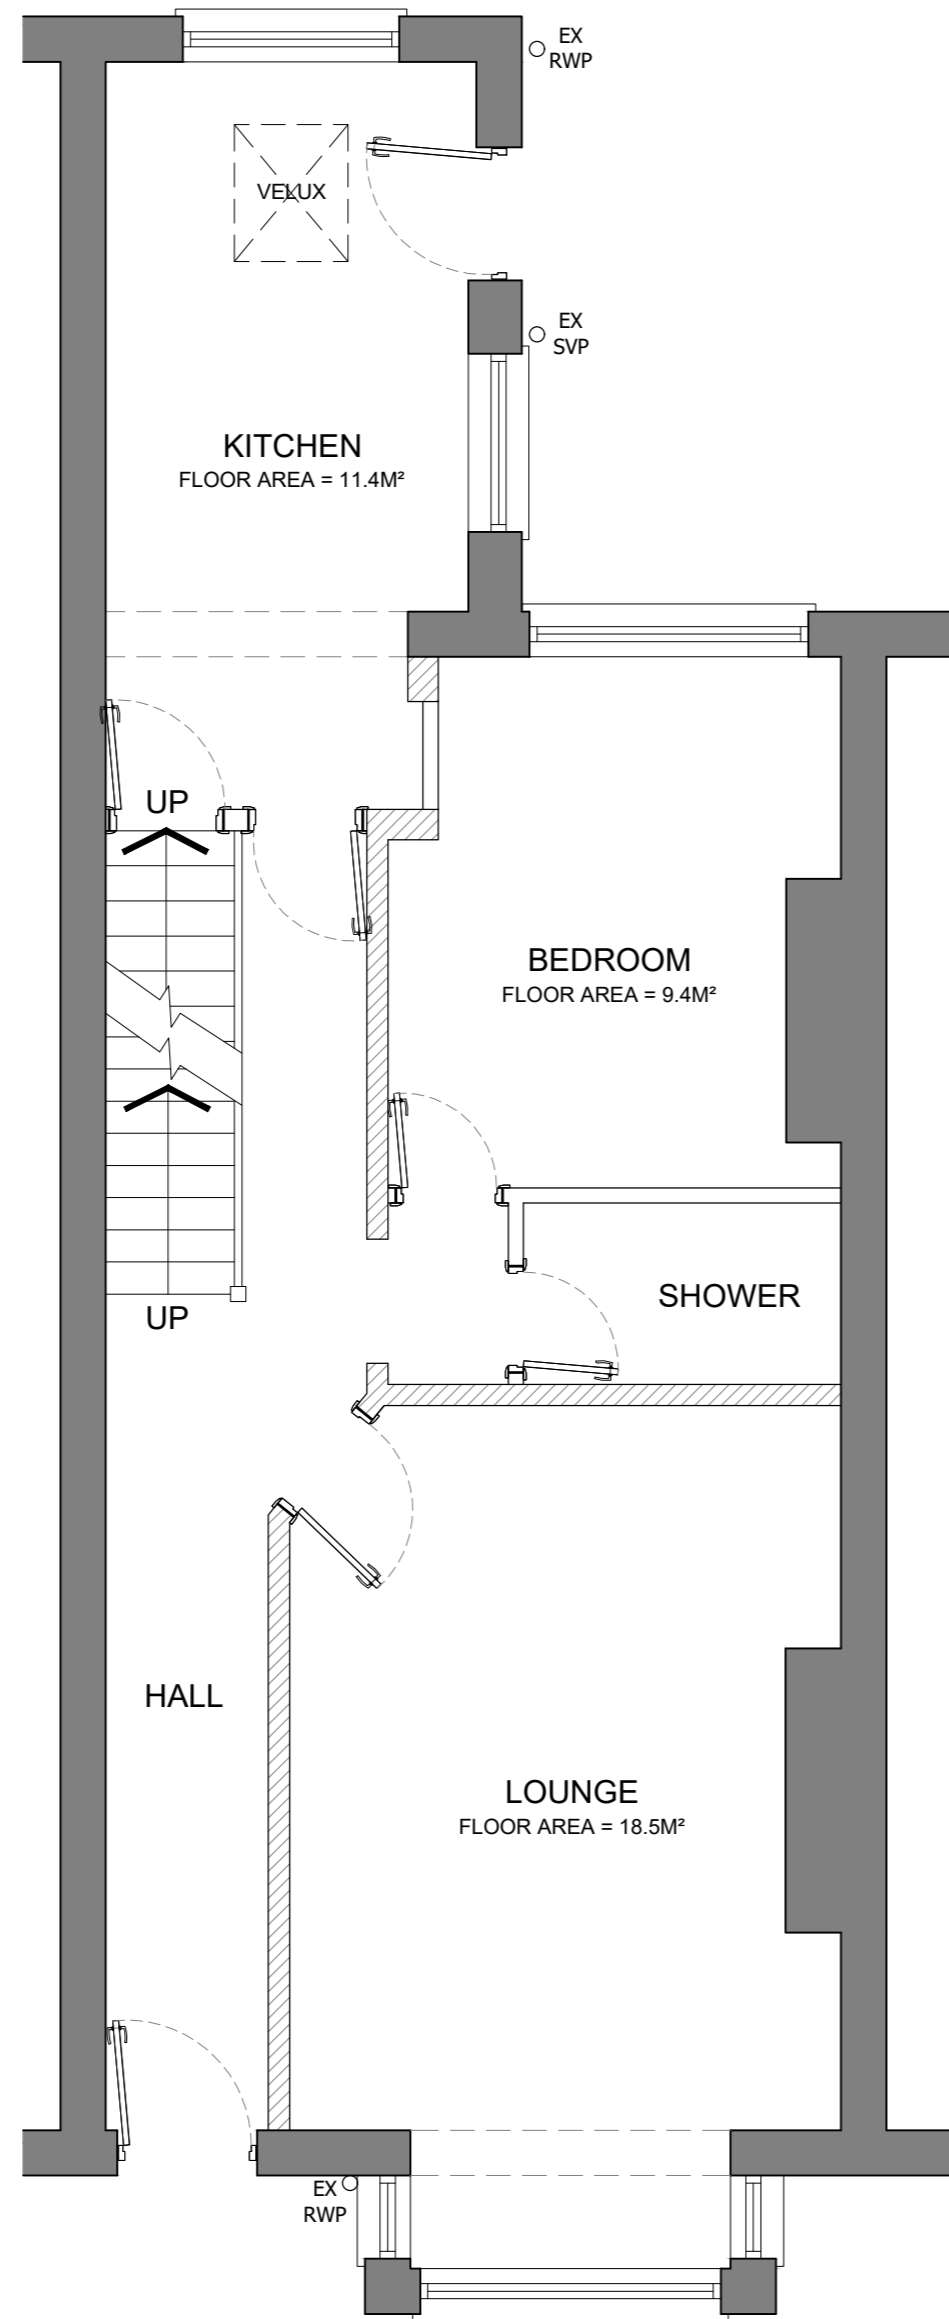 EX
RWP
VELUX
EX
SVP
KITCHEN
FLOOR AREA = 11.4M²
UP
BEDROOM
FLOOR AREA = 9.4M²
SHOWER
UP
HALL
LOUNGE
FLOOR AREA = 18.5M²
EX
RWP